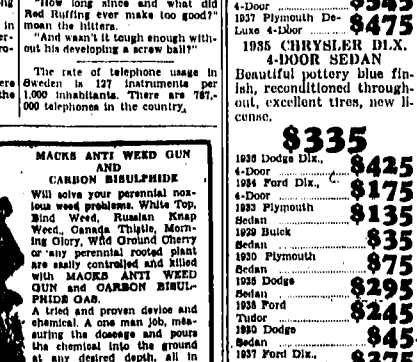 "How long since and what did
Red Ruffing ever make too good?"
moan the hitters.
"And wasn't it tough enough with-
out his developing a screw ball?"
The rate of telephone usage in
Sweden is 127 instruments per
1,000 inhabitants. There are 787,-
000 telephones in the country.
MACKS ANTI WEED GUN
AND
CARBON BISULPHIDE
Will solve your perennial nox-
ious weed problems. White Top,
Bind Weed, Russian Knap
Weed, Canada Thistle, Morn-
ing Glory, Wild Ground Cherry
or any perennial rooted plant
are easily controlled and killed
with MACKS ANTI WEED
GUN and CARBON BISUL-
PHIDE GAS.
A tried and proven device and
chemical. A one man job, mea-
suring the dosage and pours
the chemical into the ground
at any desired depth, all in
4-Door $545
1937 Plymouth De-
Luxe 4-Door $475
1935 CHRYSLER DLX.
4-DOOR SEDAN
Beautiful pottery blue fin-
ish, reconditioned through-
out, excellent tires, new li-
cense.
$335
1936 Dodge Dlx.,
4-Door $425
1934 Ford Dlx.,
4-Door $175
1933 Plymouth
Sedan $135
1929 Buick
Sedan $35
1930 Plymouth
Sedan $75
1935 Dodge
Sedan $295
1935 Ford
Tudor $245
1930 Dodge
Sedan $45
1937 Ford Dlx.